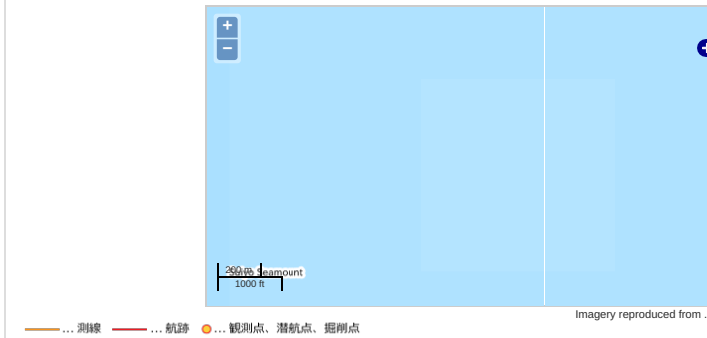 +
−
200 m
Suiyo Seamount
1000 ft
Imagery reproduced from .
... 測線 ... 航跡 ... 観測点、潜航点、掘削点